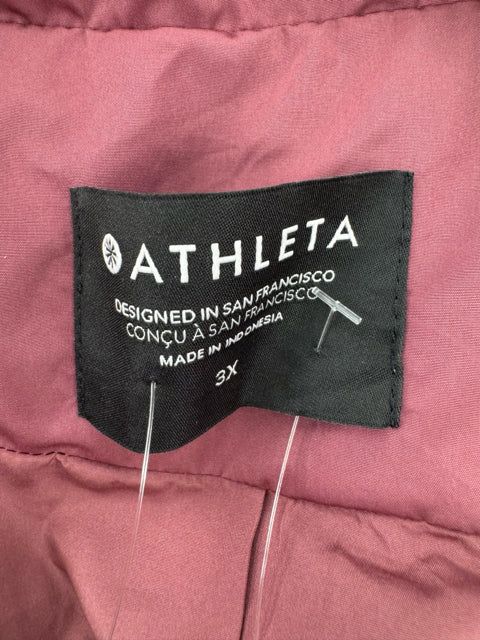 ATHLETA
DESIGNED IN SAN FRANCISCO
CONÇU À SAN FRANCISCO
MADE IN INDONESIA
3X